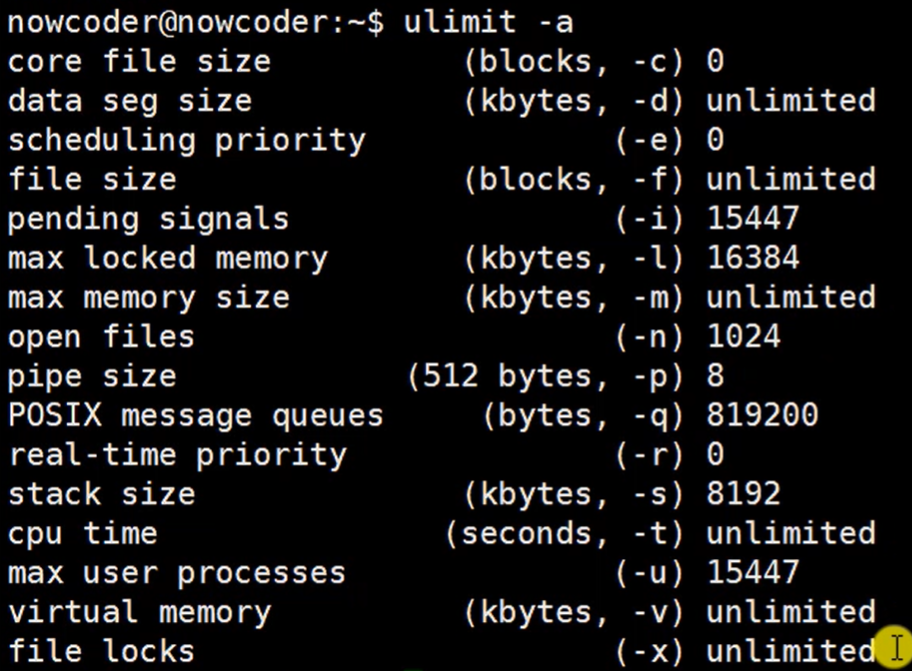 nowcoder@nowcoder:~$ ulimit -a
core file size (blocks, -c) 0
data seg size (kbytes, -d) unlimited
scheduling priority (-e) 0
file size (blocks, -f) unlimited
pending signals (-i) 15447
max locked memory (kbytes, -l) 16384
max memory size (kbytes, -m) unlimited
open files (-n) 1024
pipe size (512 bytes, -p) 8
POSIX message queues (bytes, -q) 819200
real-time priority (-r) 0
stack size (kbytes, -s) 8192
cpu time (seconds, -t) unlimited
max user processes (-u) 15447
virtual memory (kbytes, -v) unlimited
file locks (-x) unlimited